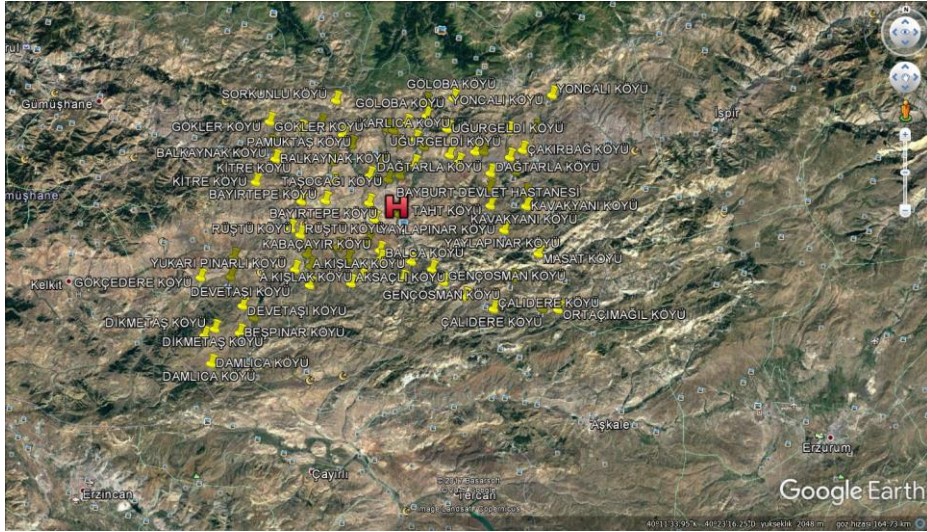 N
GÖLOBA KÖYÜ
YONCALI KÖYÜ
SORKUNLU KÖYÜ
GÖLOBA KÖYÜ
YONCALI KÖYÜ
Gümüşhane
İspir
GÖKLER KÖYÜ
GÖKLER KÖYÜ
KARLICA KÖYÜ
UĞURGELDİ KÖYÜ
PAMUKTAŞ KÖYÜ
UĞURGELDİ KÖYÜ
BALKAYNAK KÖYÜ
BALKAYNAK KÖYÜ
ÇAKIRBAĞ KÖYÜ
KİTRE KÖYÜ
DAĞTARLA KÖYÜ
DAĞTARLA KÖYÜ
KİTRE KÖYÜ
TAŞOCAĞI KÖYÜ
BAYIRTEPE KÖYÜ
BAYBURT DEVLET HASTANESİ
H
BAYIRTEPE KÖYÜ
TAHT KÖYÜ
KAVAKYANI KÖYÜ
KAVAKYANI KÖYÜ
RÜŞTÜ KÖYÜ
RÜŞTÜ KÖYÜ
YAYLAPINAR KÖYÜ
KABAÇAYIR KÖYÜ
YAYLAPINAR KÖYÜ
BALCA KÖYÜ
MASAT KÖYÜ
YUKARI PINARLI KÖYÜ
A.KIŞLAK KÖYÜ
Kelkit
GÖKÇEDERE KÖYÜ
A.KIŞLAK KÖYÜ
AKSAÇLI KÖYÜ
GENÇOSMAN KÖYÜ
DEVETAŞI KÖYÜ
GENÇOSMAN KÖYÜ
ÇALIDERE KÖYÜ
DEVETAŞI KÖYÜ
ÇALIDERE KÖYÜ
ORTAÇIMAĞIL KÖYÜ
DİKMETAŞ KÖYÜ
BEŞPINAR KÖYÜ
DİKMETAŞ KÖYÜ
DAMLICA KÖYÜ
DAMLICA KÖYÜ
Aşkale
Erzurum
Çayırlı
Erzincan
Tercan
Google Earth